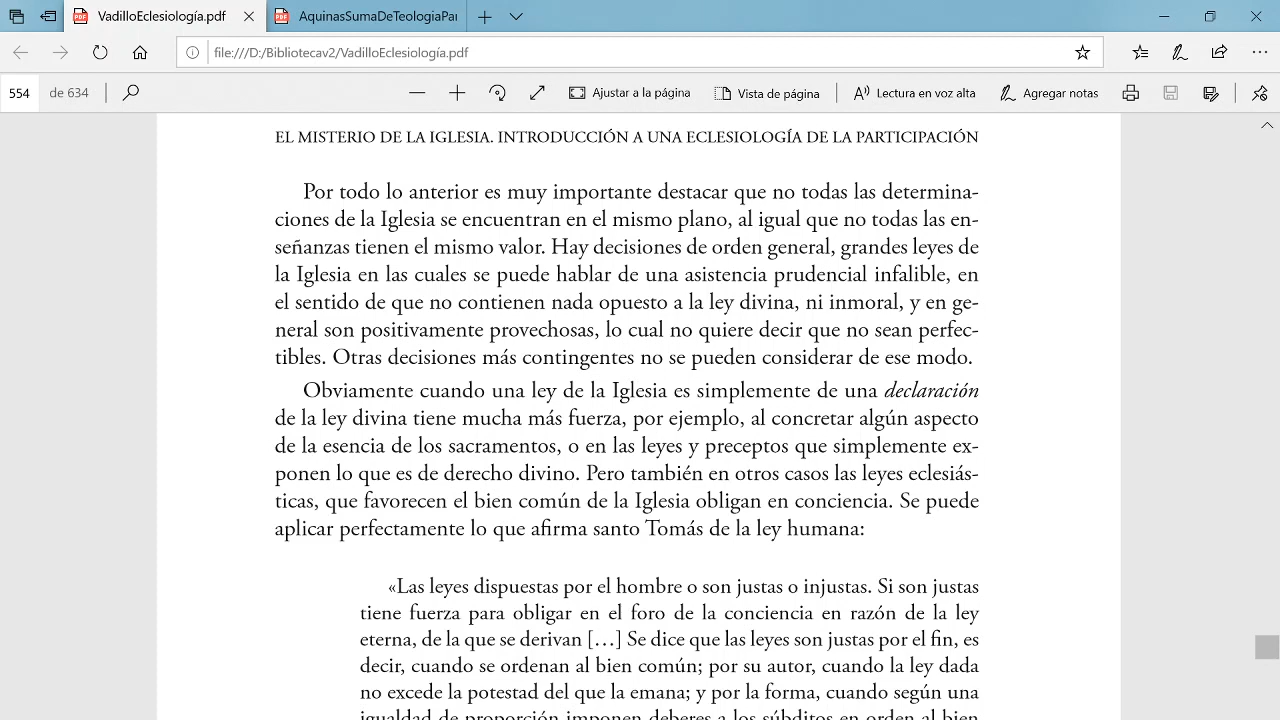 VadilloEclesiología.pdf
AquinasSumaDeTeologíaPar
file:///D:/Bibliotecav2/VadilloEclesiología.pdf
554 de 634
Ajustar a la página
Vista de página
Lectura en voz alta
Agregar notas
EL MISTERIO DE LA IGLESIA. INTRODUCCIÓN A UNA ECLESIOLOGÍA DE LA PARTICIPACIÓN
Por todo lo anterior es muy importante destacar que no todas las determina-
ciones de la Iglesia se encuentran en el mismo plano, al igual que no todas las en-
señanzas tienen el mismo valor. Hay decisiones de orden general, grandes leyes de
la Iglesia en las cuales se puede hablar de una asistencia prudencial infalible, en
el sentido de que no contienen nada opuesto a la ley divina, ni inmoral, y en ge-
neral son positivamente provechosas, lo cual no quiere decir que no sean perfec-
tibles. Otras decisiones más contingentes no se pueden considerar de ese modo.
Obviamente cuando una ley de la Iglesia es simplemente de una declaración
de la ley divina tiene mucha más fuerza, por ejemplo, al concretar algún aspecto
de la esencia de los sacramentos, o en las leyes y preceptos que simplemente ex-
ponen lo que es de derecho divino. Pero también en otros casos las leyes eclesiás-
ticas, que favorecen el bien común de la Iglesia obligan en conciencia. Se puede
aplicar perfectamente lo que afirma santo Tomás de la ley humana:
«Las leyes dispuestas por el hombre o son justas o injustas. Si son justas
tiene fuerza para obligar en el foro de la conciencia en razón de la ley
eterna, de la que se derivan […] Se dice que las leyes son justas por el fin, es
decir, cuando se ordenan al bien común; por su autor, cuando la ley dada
no excede la potestad del que la emana; y por la forma, cuando según una
igualdad de proporción imponen deberes a los súbditos en orden al bien